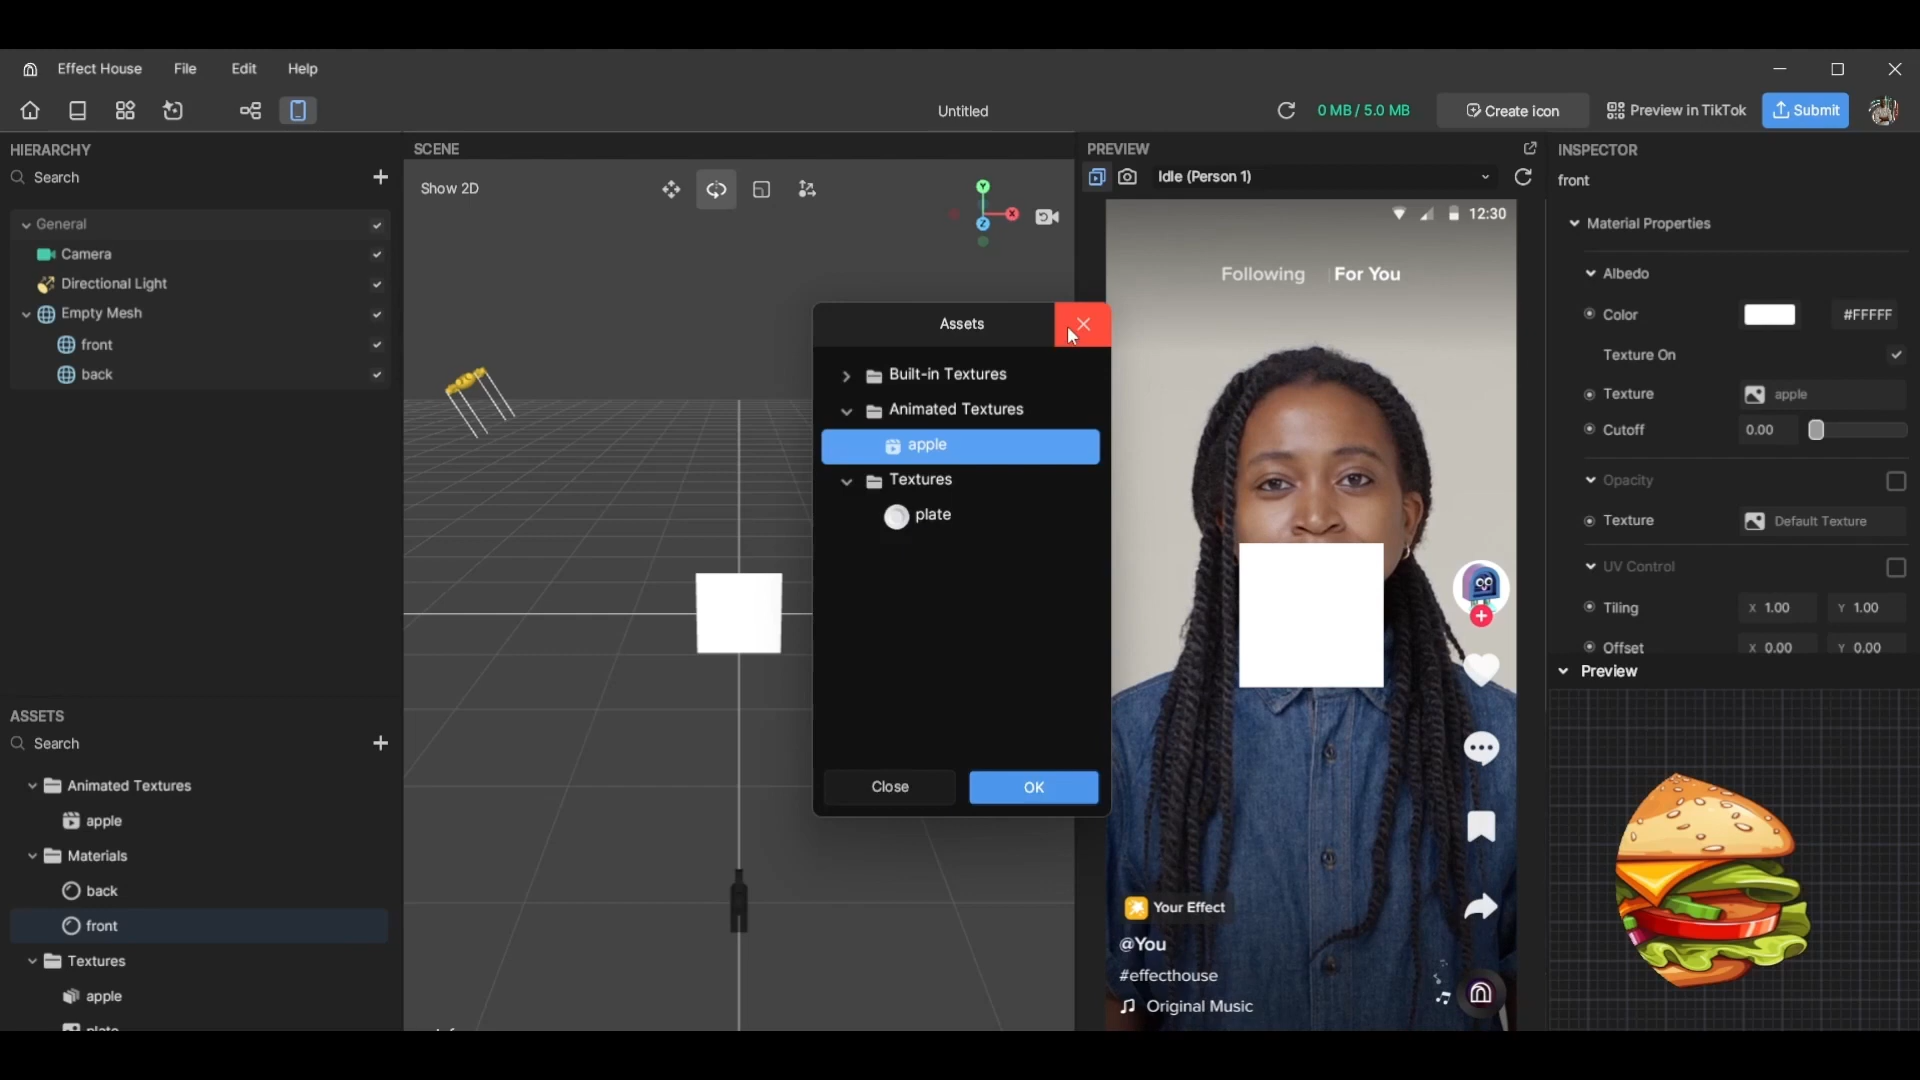 Effect House File Edit Help
Untitled
0 MB / 5.0 MB
Create icon
Preview in TikTok
Submit
HIERARCHY
Search
General
Camera
Directional Light
Empty Mesh
front
back
ASSETS
Search
Animated Textures
apple
Materials
back
front
Textures
apple
plate
SCENE
Show 2D
Y
X
Z
Assets
Built-in Textures
Animated Textures
apple
Textures
plate
Close OK
PREVIEW
Idle (Person 1)
12:30
Following For You
Your Effect
@You
#effecthouse
Original Music
INSPECTOR
front
Material Properties
Albedo
Color #FFFFF
Texture On
Texture apple
Cutoff 0.00
Opacity
Texture Default Texture
UV Control
Tiling X 1.00 Y 1.00
Offset X 0.00 Y 0.00
Preview